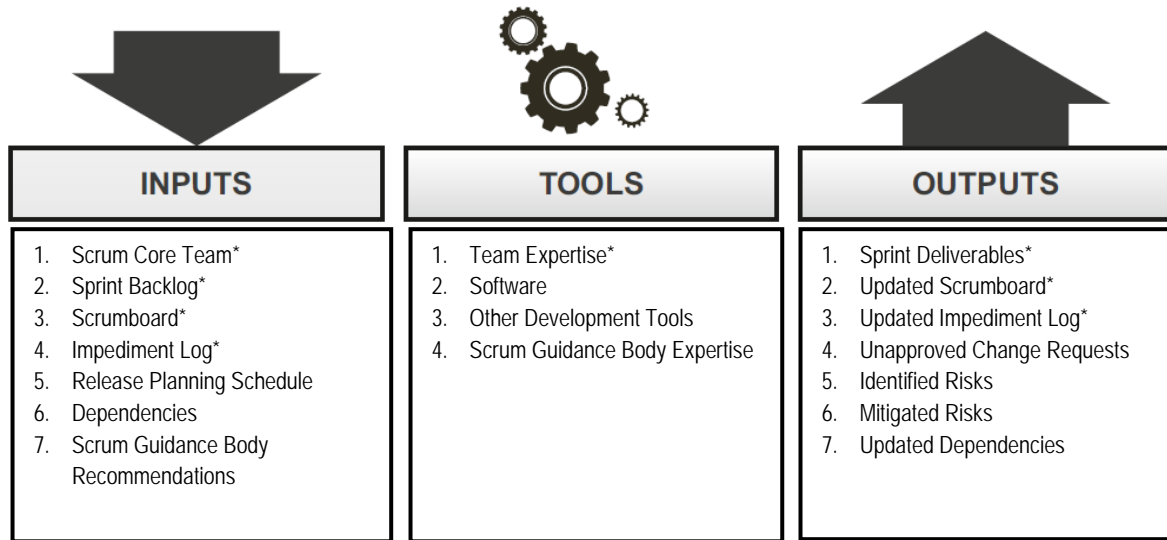 INPUTS
1. Scrum Core Team*
2. Sprint Backlog*
3. Scrumboard*
4. Impediment Log*
5. Release Planning Schedule
6. Dependencies
7. Scrum Guidance Body
Recommendations
TOOLS
1. Team Expertise*
2. Software
3. Other Development Tools
4. Scrum Guidance Body Expertise
OUTPUTS
1. Sprint Deliverables*
2. Updated Scrumboard*
3. Updated Impediment Log*
4. Unapproved Change Requests
5. Identified Risks
6. Mitigated Risks
7. Updated Dependencies